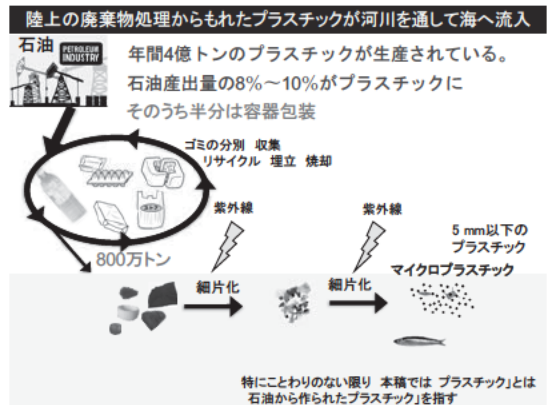 陸上の廃棄物処理からもれたプラスチックが河川を通して海へ流入
石油
PETROLEUM
INDUSTRY
年間4億トンのプラスチックが生産されている。
石油産出量の8%～10%がプラスチックに
そのうち半分は容器包装
ゴミの分別 収集
リサイクル 埋立 焼却
800万トン
紫外線
細片化
紫外線
細片化
5 mm以下の
プラスチック
マイクロプラスチック
特にことわりのない限り 本稿では プラスチック」とは
石油から作られたプラスチック」を指す